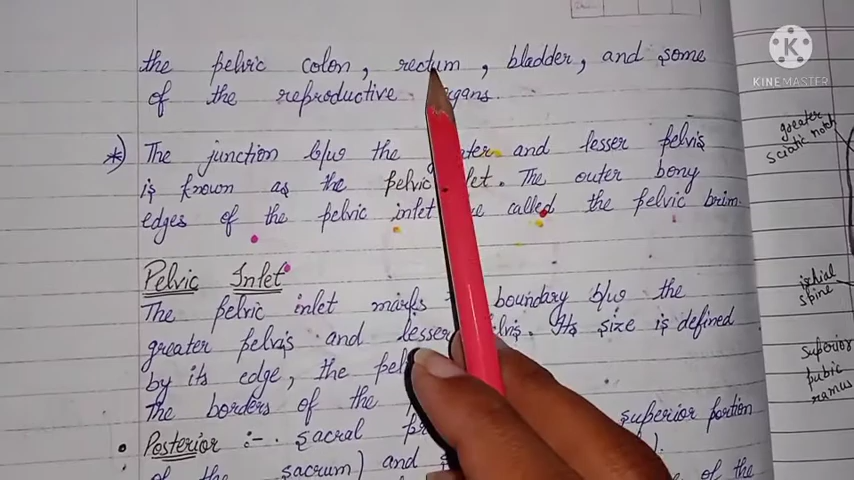 the pelvic colon, rectum, bladder, and some
of the reproductive organs.
*) The junction b/w the greater and lesser pelvis
is known as the pelvic inlet. The outer bony
edges of the pelvic inlet are called the pelvic brim.
Pelvic Inlet
The pelvic inlet marks boundary b/w the
greater pelvis and lesser pelvis. Its size is defined
by its edge, the
The borders of the
Posterior :- sacral superior portion
of the sacrum) and of the
greater
sciatic notch
ischial
spine
Superior
pubic
ramus
K
KINEMASTER